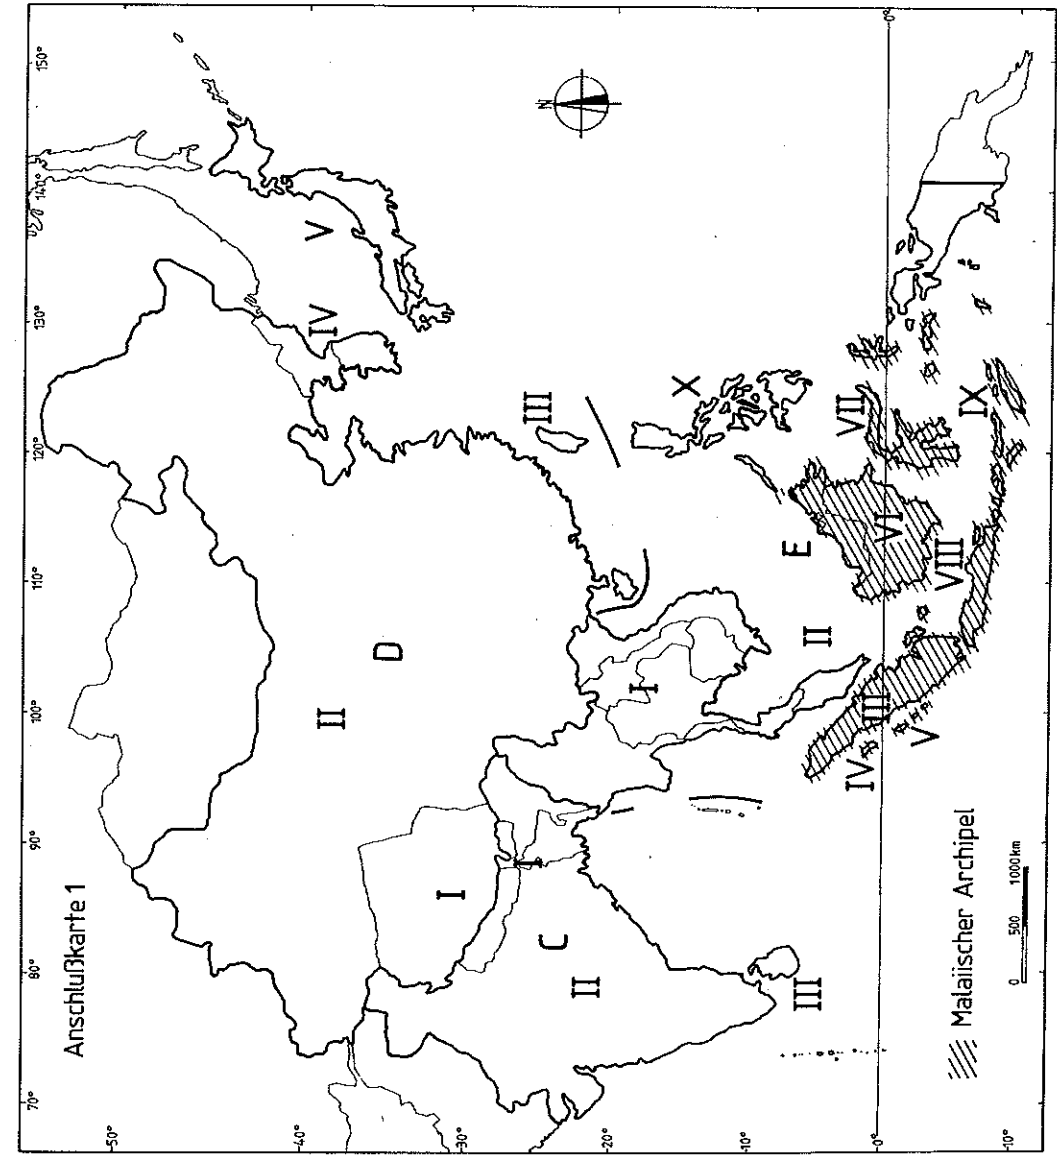 70° 80° 90° 100° 110° 120° 130° 140° 150°
Anschlußkarte 1
50°
40°
V
IV
II
D
I
30°
III
N
C
II
20°
I
X
10°
E
III
II
VII
IV
III
VI
0° 0°
V
VIII
IX
Malaiischer Archipel
10°
0 500 1000km